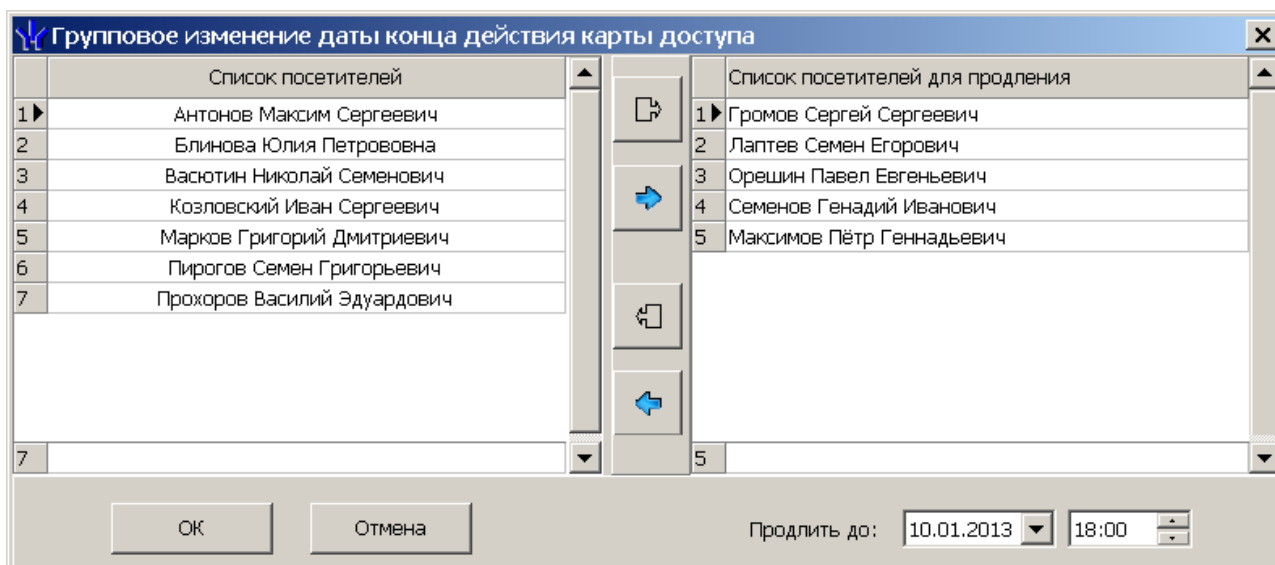 Групповое изменение даты конца действия карты доступа
Список посетителей
1 Антонов Максим Сергеевич
2 Блинова Юлия Петрововна
3 Васютин Николай Семенович
4 Козловский Иван Сергеевич
5 Марков Григорий Дмитриевич
6 Пирогов Семен Григорьевич
7 Прохоров Василий Эдуардович
7
Список посетителей для продления
1 Громов Сергей Сергеевич
2 Лаптев Семен Егорович
3 Орешин Павел Евгеньевич
4 Семенов Генадий Иванович
5 Максимов Пётр Геннадьевич
5
ОК Отмена Продлить до: 10.01.2013 18:00